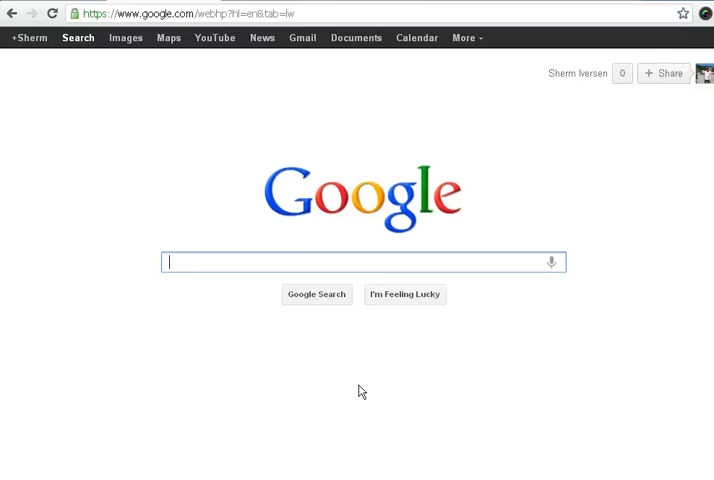 https://www.google.com/webhp?hl=en&tab=lw
+Sherm Search Images Maps YouTube News Gmail Documents Calendar More
Sherm Iversen 0 + Share
Google
Google Search I'm Feeling Lucky